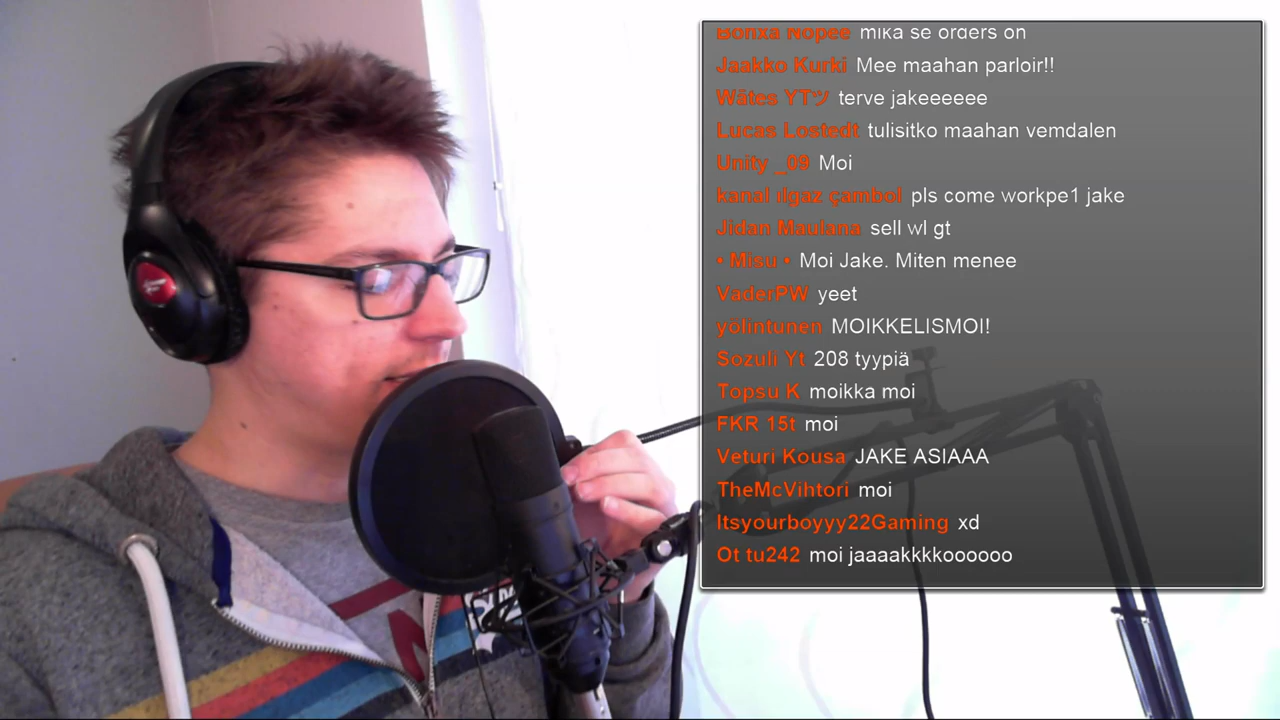 Bonxa Nopee mikä se orders on
Jaakko Kurki Mee maahan parloir!!
Wätes YTツ terve jakeeeeee
Lucas Lostedt tulisitko maahan vemdalen
Unity _09 Moi
kanal ılgaz çambol pls come workpe1 jake
Jidan Maulana sell wl gt
• Misu • Moi Jake. Miten menee
VaderPW yeet
yölintunen MOIKKELISMOI!
Sozuli Yt 208 tyypiä
Topsu K moikka moi
FKR 15t moi
Veturi Kousa JAKE ASIAAA
TheMcVihtori moi
Itsyourboyyy22Gaming xd
Ot tu242 moi jaaaakkkkoooooo